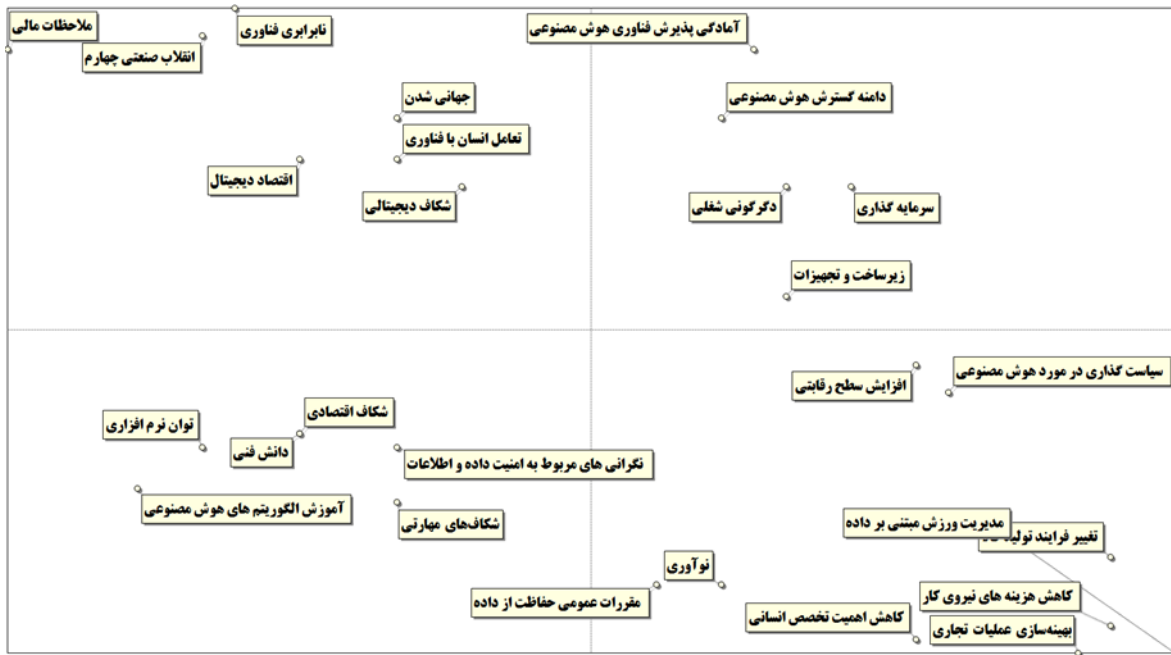 ملاحظات مالی
نابرابری فناوری
آمادگی پذیرش فناوری هوش مصنوعی
انقلاب صنعتی چهارم
جهانی شدن
دامنه گسترش هوش مصنوعی
تعامل انسان با فناوری
اقتصاد دیجیتال
شکاف دیجیتالی
دگرگونی شغلی
سرمایه گذاری
زیرساخت و تجهیزات
سیاست گذاری در مورد هوش مصنوعی
افزایش سطح رقابتی
شکاف اقتصادی
توان نرم افزاری
دانش فنی
نگرانی های مربوط به امنیت داده و اطلاعات
آموزش الگوریتم های هوش مصنوعی
شکاف‌های مهارتی
مدیریت ورزش مبتنی بر داده
تغییر فرایند تولید
نوآوری
مقررات عمومی حفاظت از داده
کاهش هزینه های نیروی کار
کاهش اهمیت تخصص انسانی
بهینه‌سازی عملیات تجاری